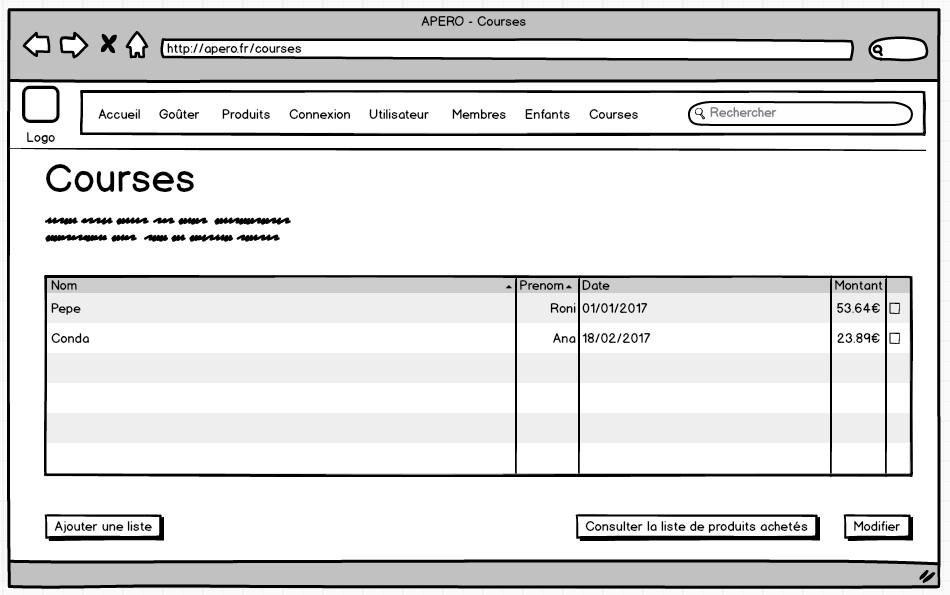 APERO - Courses
http://apero.fr/courses
Accueil Goûter Produits Connexion Utilisateur Membres Enfants Courses Rechercher
Logo
Courses
Nom Prenom Date Montant
Pepe Roni 01/01/2017 53.64€
Conda Ana 18/02/2017 23.89€
Ajouter une liste Consulter la liste de produits achetés Modifier